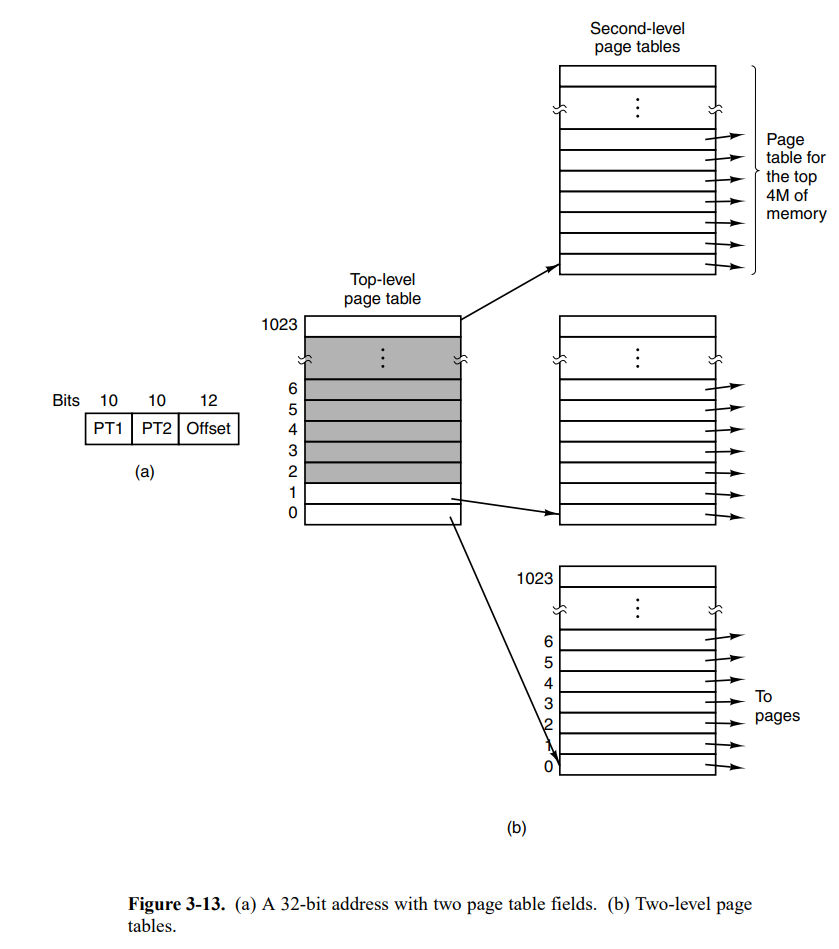 Second-level
page tables
Page
table for
the top
4M of
memory
Top-level
page table
1023
6
5
4
3
2
1
0
Bits 10 10 12
PT1 PT2 Offset
(a)
1023
6
5
4
3
2
1
0
To
pages
(b)
Figure 3-13. (a) A 32-bit address with two page table fields. (b) Two-level page
tables.